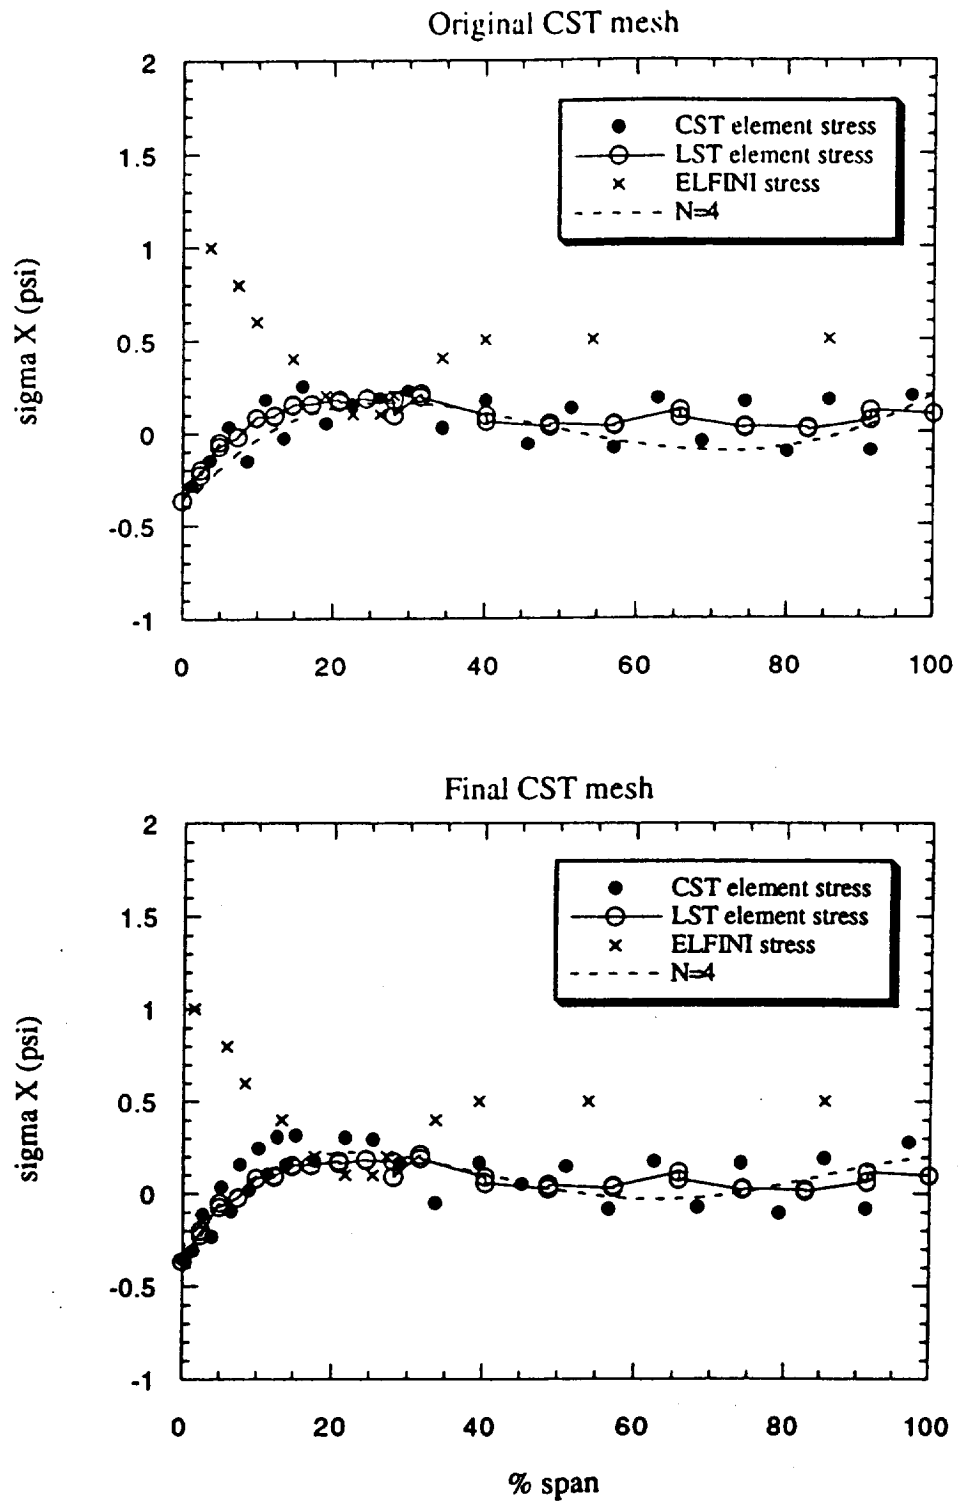 Original CST mesh
2
1.5
1
0.5
0
-0.5
-1
sigma X (psi)
CST element stress
LST element stress
ELFINI stress
N=4
0 20 40 60 80 100
Final CST mesh
2
1.5
1
0.5
0
-0.5
-1
sigma X (psi)
CST element stress
LST element stress
ELFINI stress
N=4
0 20 40 60 80 100
% span